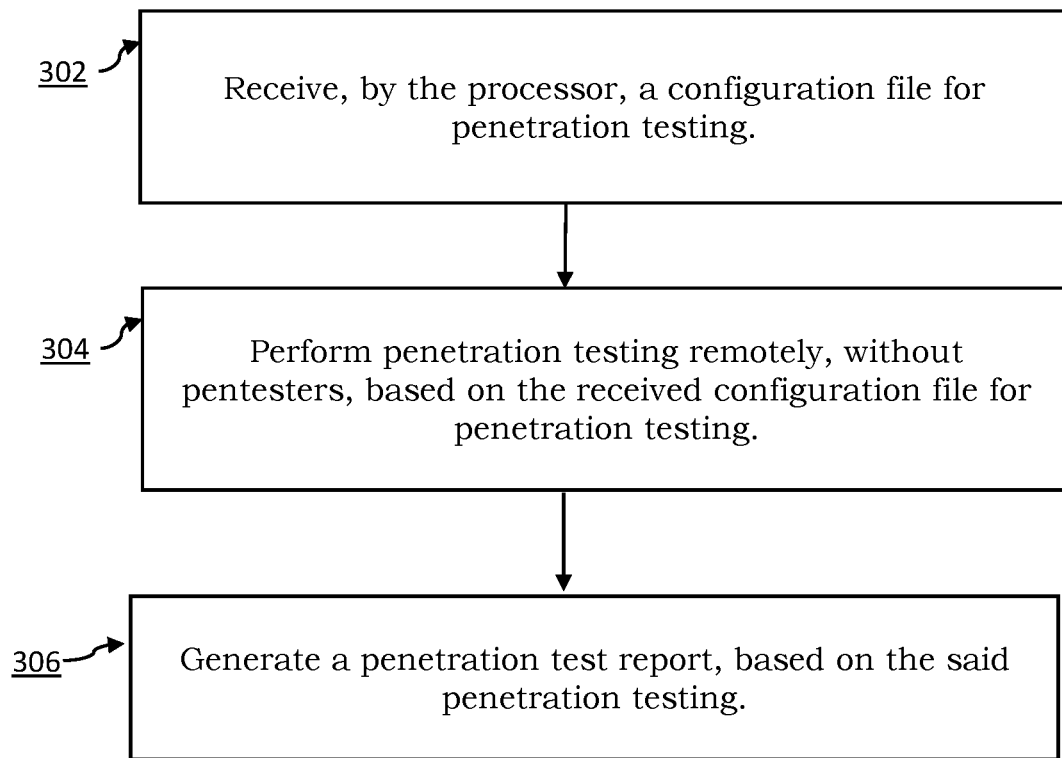 302
Receive, by the processor, a configuration file for
penetration testing.
304
Perform penetration testing remotely, without
pentesters, based on the received configuration file for
penetration testing.
306
Generate a penetration test report, based on the said
penetration testing.